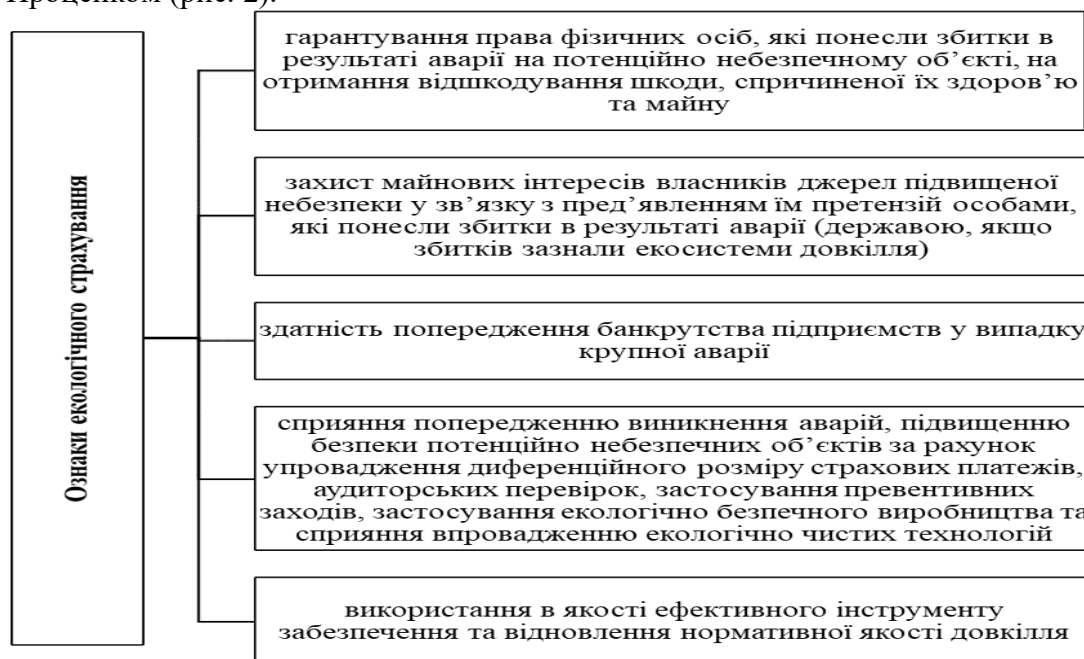 Проценком (рис. 2).
Ознаки екологічного страхування
гарантування права фізичних осіб, які понесли збитки в
результаті аварії на потенційно небезпечному об’єкті, на
отримання відшкодування шкоди, спричиненої їх здоров’ю
та майну
захист майнових інтересів власників джерел підвищеної
небезпеки у зв’язку з пред’явленням їм претензій особами,
які понесли збитки в результаті аварії (державою, якщо
збитків зазнали екосистеми довкілля)
здатність попередження банкрутства підприємств у випадку
крупної аварії
сприяння попередженню виникнення аварій, підвищенню
безпеки потенційно небезпечних об’єктів за рахунок
упровадження диференційного розміру страхових платежів,
аудиторських перевірок, застосування превентивних
заходів, застосування екологічно безпечного виробництва та
сприяння впровадженню екологічно чистих технологій
використання в якості ефективного інструменту
забезпечення та відновлення нормативної якості довкілля